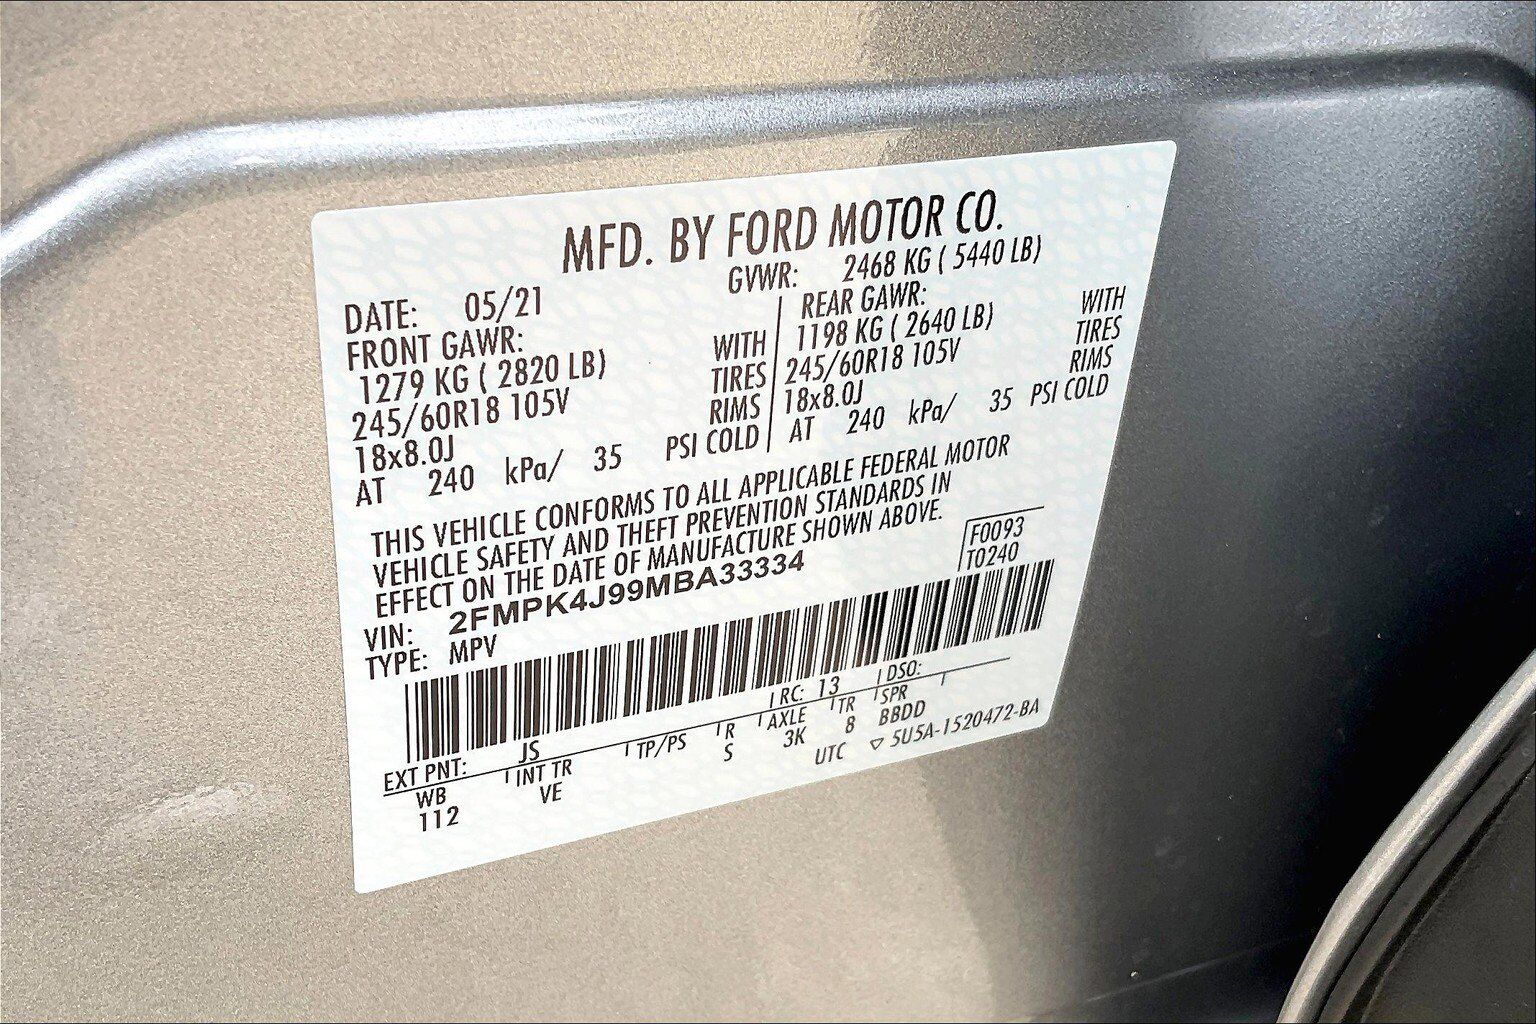 MFD. BY FORD MOTOR CO.
DATE: 05/21 GVWR: 2468 KG ( 5440 LB)
FRONT GAWR: REAR GAWR:
1279 KG ( 2820 LB) WITH 1198 KG ( 2640 LB) WITH
245/60R18 105V TIRES 245/60R18 105V TIRES
18x8.0J RIMS 18x8.0J RIMS
AT 240 kPa/ 35 PSI COLD AT 240 kPa/ 35 PSI COLD
THIS VEHICLE CONFORMS TO ALL APPLICABLE FEDERAL MOTOR
VEHICLE SAFETY AND THEFT PREVENTION STANDARDS IN
EFFECT ON THE DATE OF MANUFACTURE SHOWN ABOVE.
F0093
T0240
VIN: 2FMPK4J99MBA33334
TYPE: MPV
EXT PNT: JS RC: 13 DSO:
WB INT TR TP/PS R AXLE TR SPR
112 VE S 3K 8 BBDD
UTC ▽ 5U5A-1520472-BA